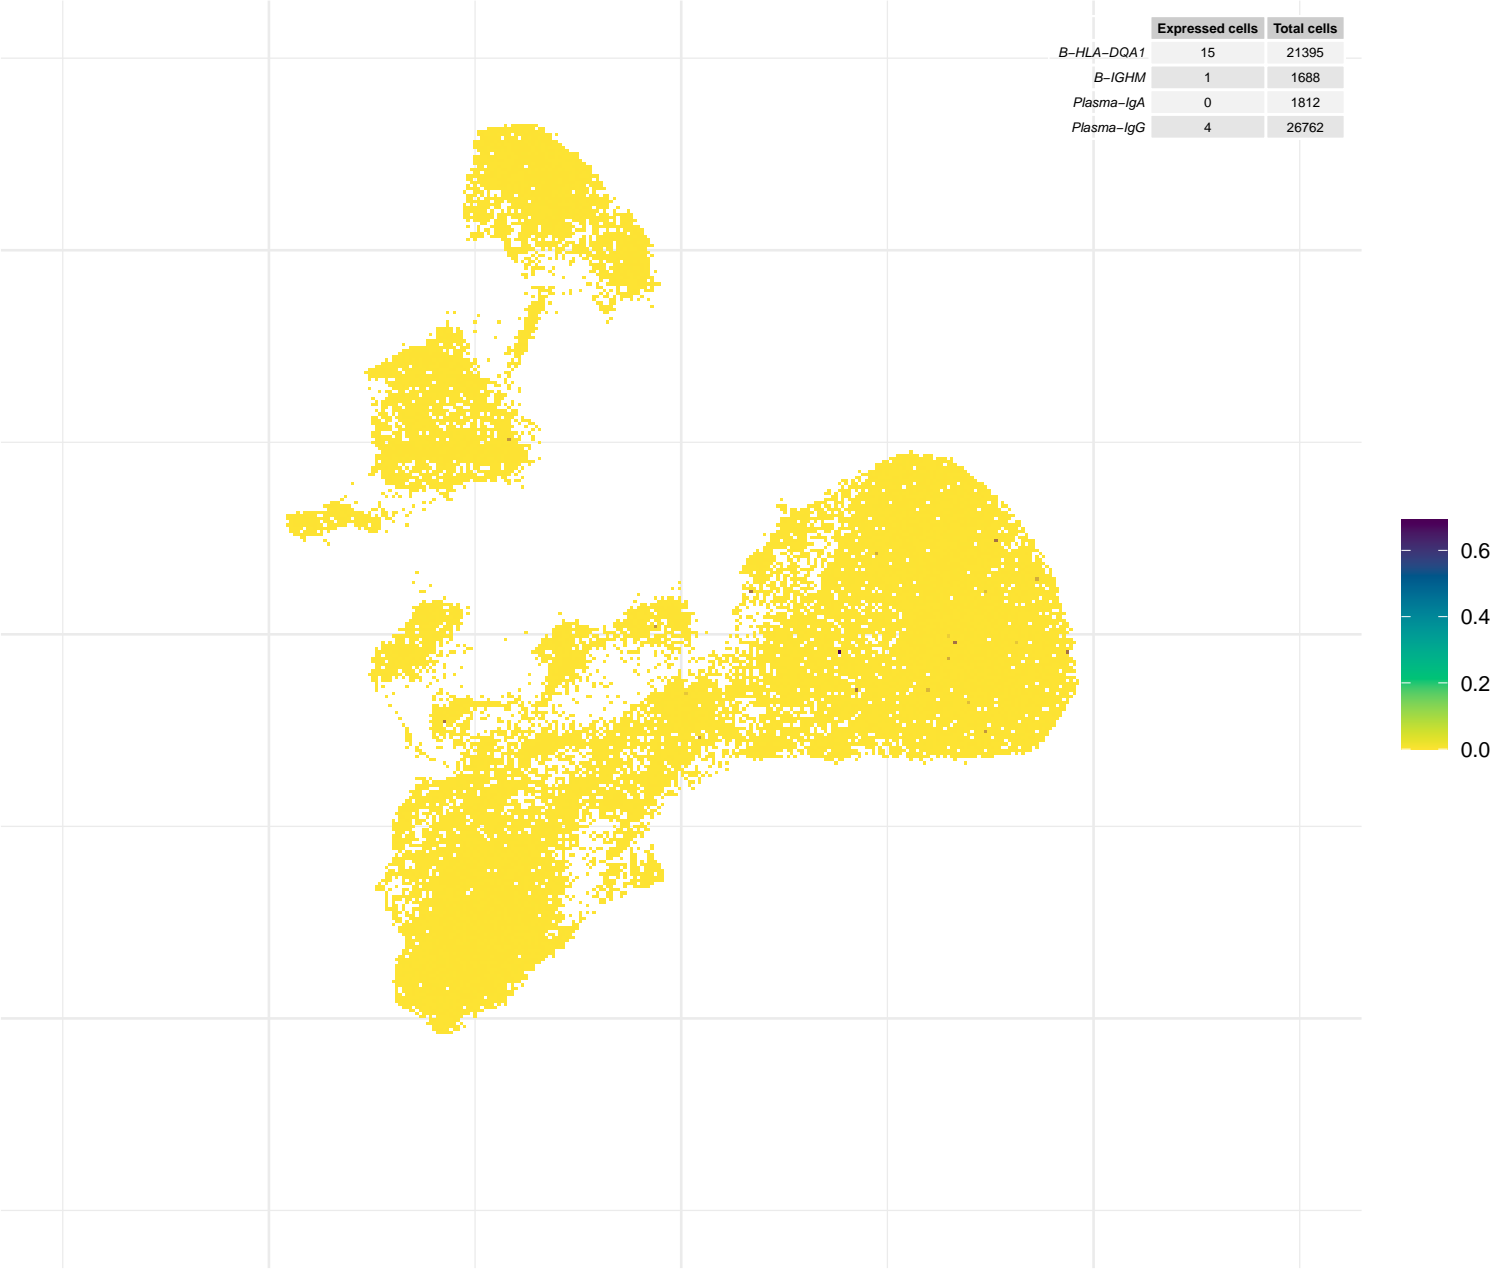 Expressed cells Total cells
B−HLA−DQA1 15 21395
B−IGHM 1 1688
Plasma−IgA 0 1812
Plasma−IgG 4 26762
0.6
0.4
0.2
0.0